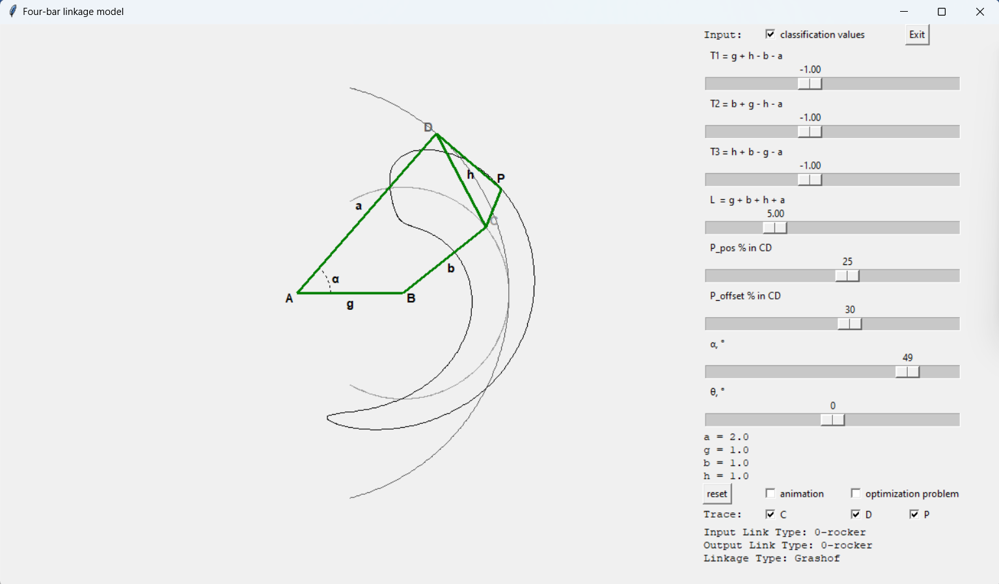 Four-bar linkage model
Input: classification values Exit
T1 = g + h - b - a
-1.00
T2 = b + g - h - a
-1.00
T3 = h + b - g - a
-1.00
L = g + b + h + a
5.00
P_pos % in CD
25
P_offset % in CD
30
α, °
49
θ, °
0
a = 2.0
g = 1.0
b = 1.0
h = 1.0
reset animation optimization problem
Trace: C D P
Input Link Type: 0-rocker
Output Link Type: 0-rocker
Linkage Type: Grashof
D
h P
a
C
b
α
A B
g